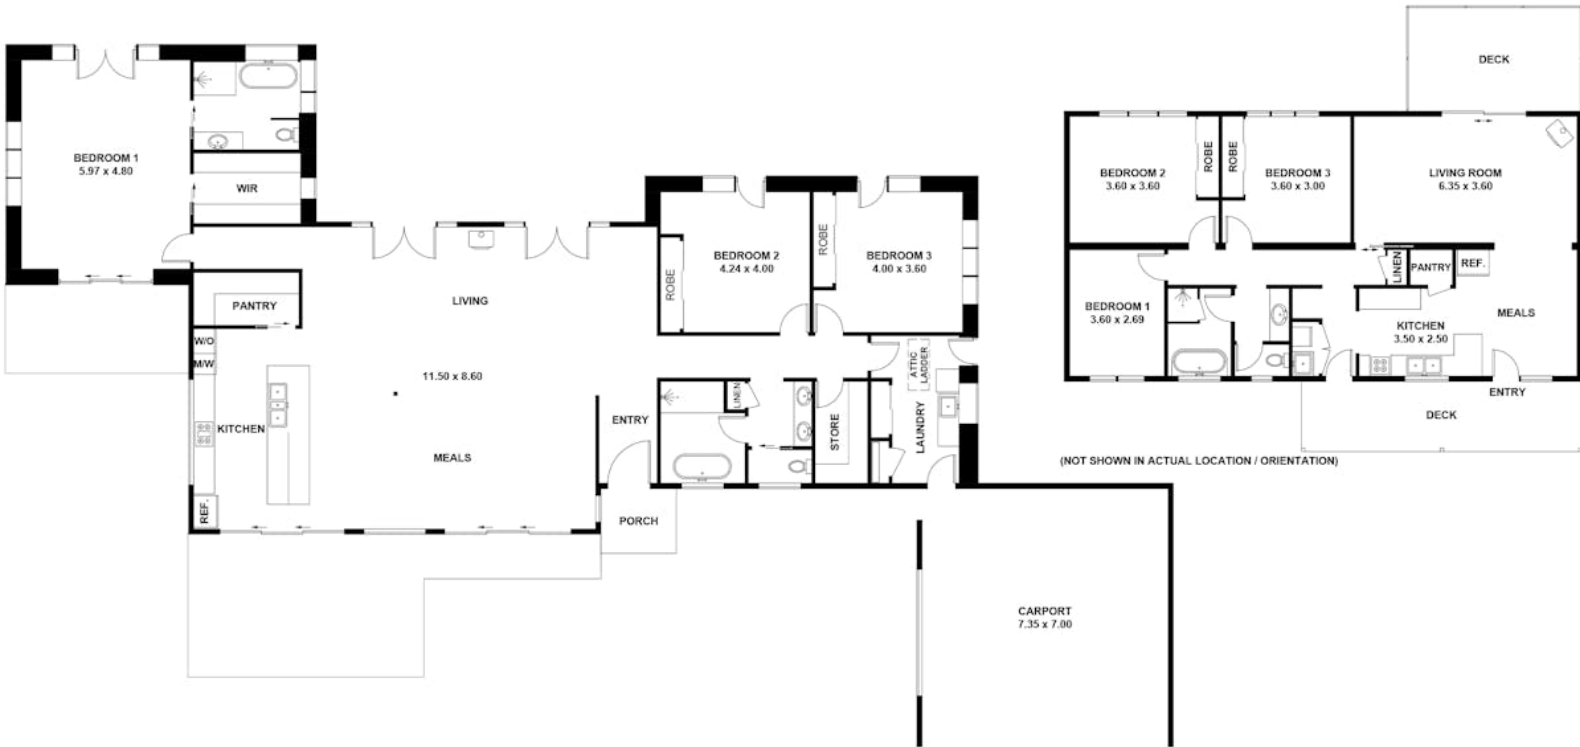 BEDROOM 1
5.97 x 4.80
WIR
PANTRY
W/O
M/W
KITCHEN
REF.
LIVING
11.50 x 8.60
MEALS
ENTRY
PORCH
BEDROOM 2
4.24 x 4.00
ROBE
ROBE
BEDROOM 3
4.00 x 3.60
LINEN
STORE
ATTIC
LADDER
LAUNDRY
CARPORT
7.35 x 7.00
DECK
BEDROOM 2
3.60 x 3.60
ROBE
ROBE
BEDROOM 3
3.60 x 3.00
LIVING ROOM
6.35 x 3.60
BEDROOM 1
3.60 x 2.69
LINEN
PANTRY
REF.
KITCHEN
3.50 x 2.50
MEALS
ENTRY
DECK
(NOT SHOWN IN ACTUAL LOCATION / ORIENTATION)